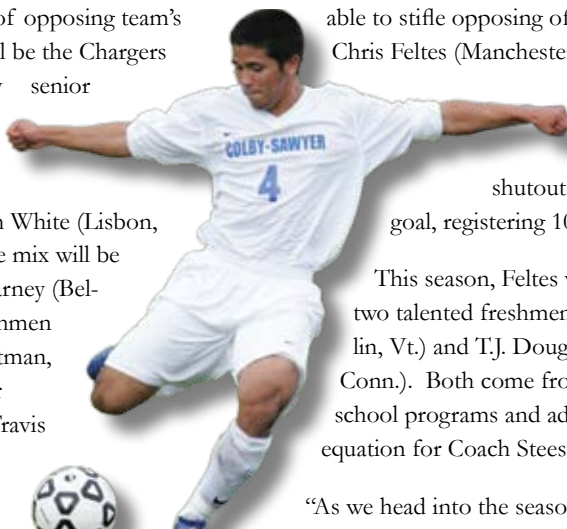 of opposing team's
l be the Chargers
senior
n White (Lisbon,
e mix will be
arney (Bel-
hmen
tman,
Travis
COLBY-SAWYER
4
able to stifle opposing of
Chris Feltes (Manchester
shutout
goal, registering 10
This season, Feltes
two talented freshmen
lin, Vt.) and T.J. Doug
Conn.). Both come fro
school programs and ad
equation for Coach Stees
"As we head into the seaso